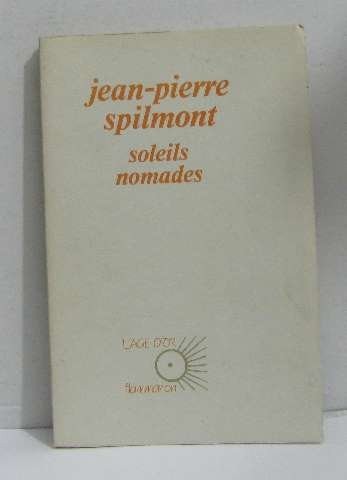 jean-pierre
spilmont
soleils
nomades
L'AGE D'OR
flammarion